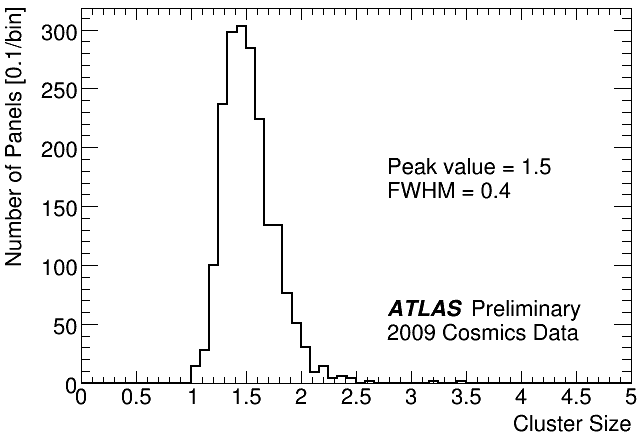 Number of Panels [0.1/bin]
300
250
200
150
100
50
0
Peak value = 1.5
FWHM = 0.4
ATLAS Preliminary
2009 Cosmics Data
0 0.5 1 1.5 2 2.5 3 3.5 4 4.5 5
Cluster Size